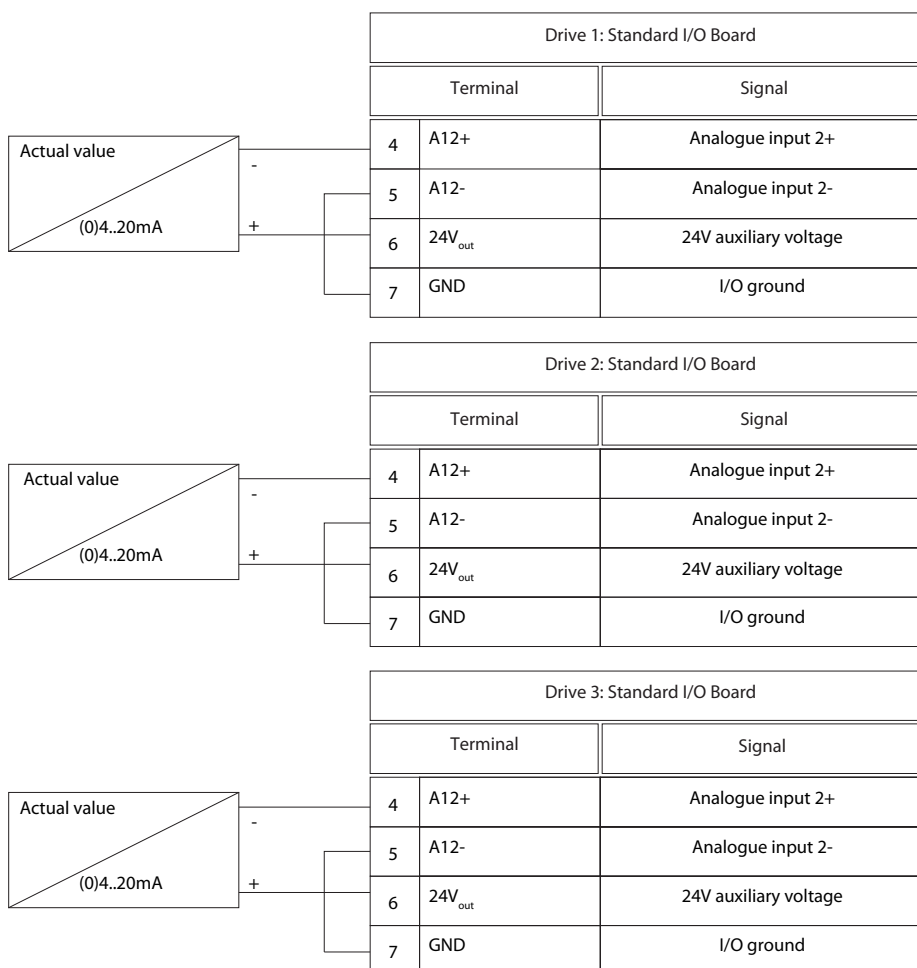 Drive 1: Standard I/O Board
Terminal Signal
Actual value
-
(0)4..20mA
+
4 A12+ Analogue input 2+
5 A12- Analogue input 2-
6 24Vout 24V auxiliary voltage
7 GND I/O ground
Drive 2: Standard I/O Board
Terminal Signal
Actual value
-
(0)4..20mA
+
4 A12+ Analogue input 2+
5 A12- Analogue input 2-
6 24Vout 24V auxiliary voltage
7 GND I/O ground
Drive 3: Standard I/O Board
Terminal Signal
Actual value
-
(0)4..20mA
+
4 A12+ Analogue input 2+
5 A12- Analogue input 2-
6 24Vout 24V auxiliary voltage
7 GND I/O ground